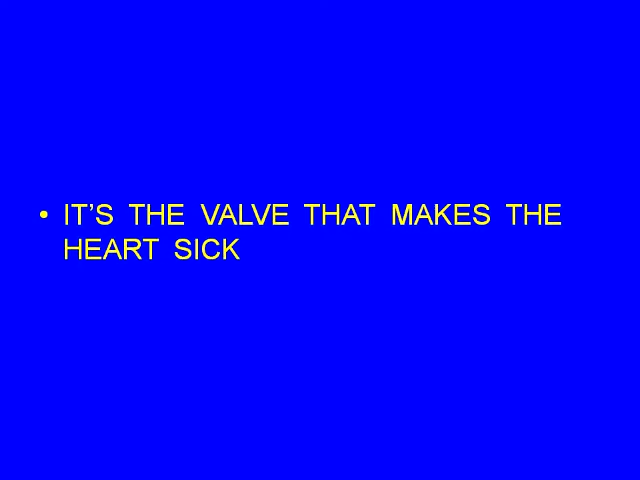 • IT’S THE VALVE THAT MAKES THE
HEART SICK